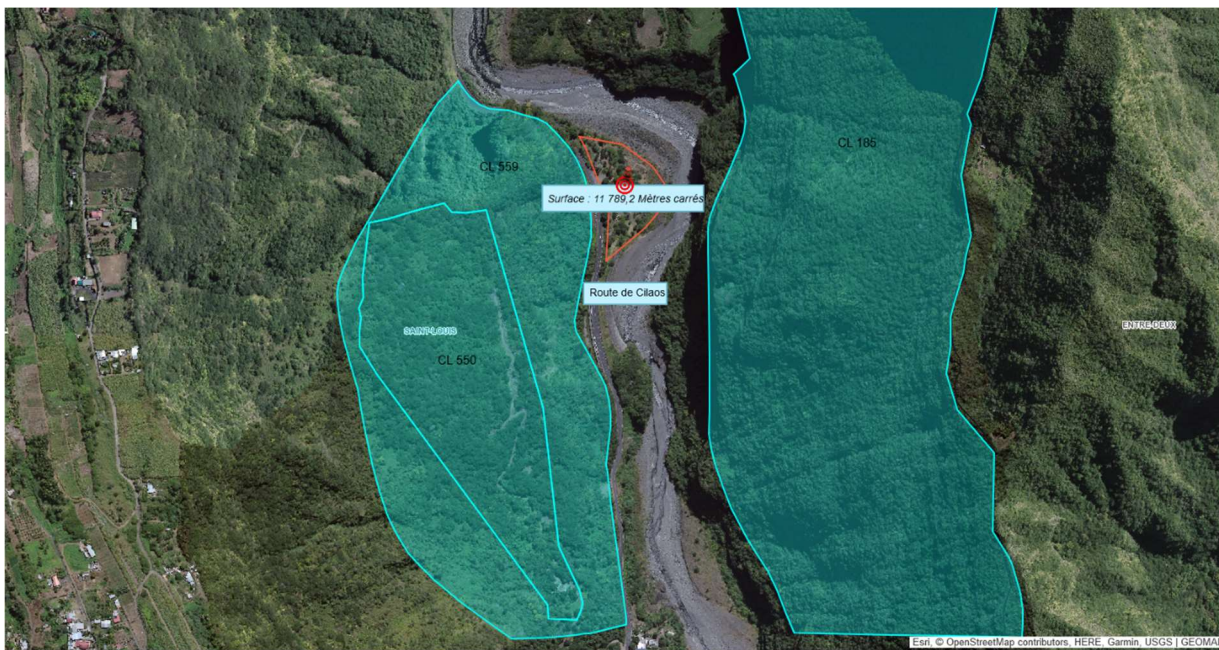 CL 185
CL 559
Surface : 11 789,2 Mètres carrés
Route de Cilaos
SAINT-LOUIS
ENTRE-DEUX
CL 550
Esri, © OpenStreetMap contributors, HERE, Garmin, USGS | GEOMA